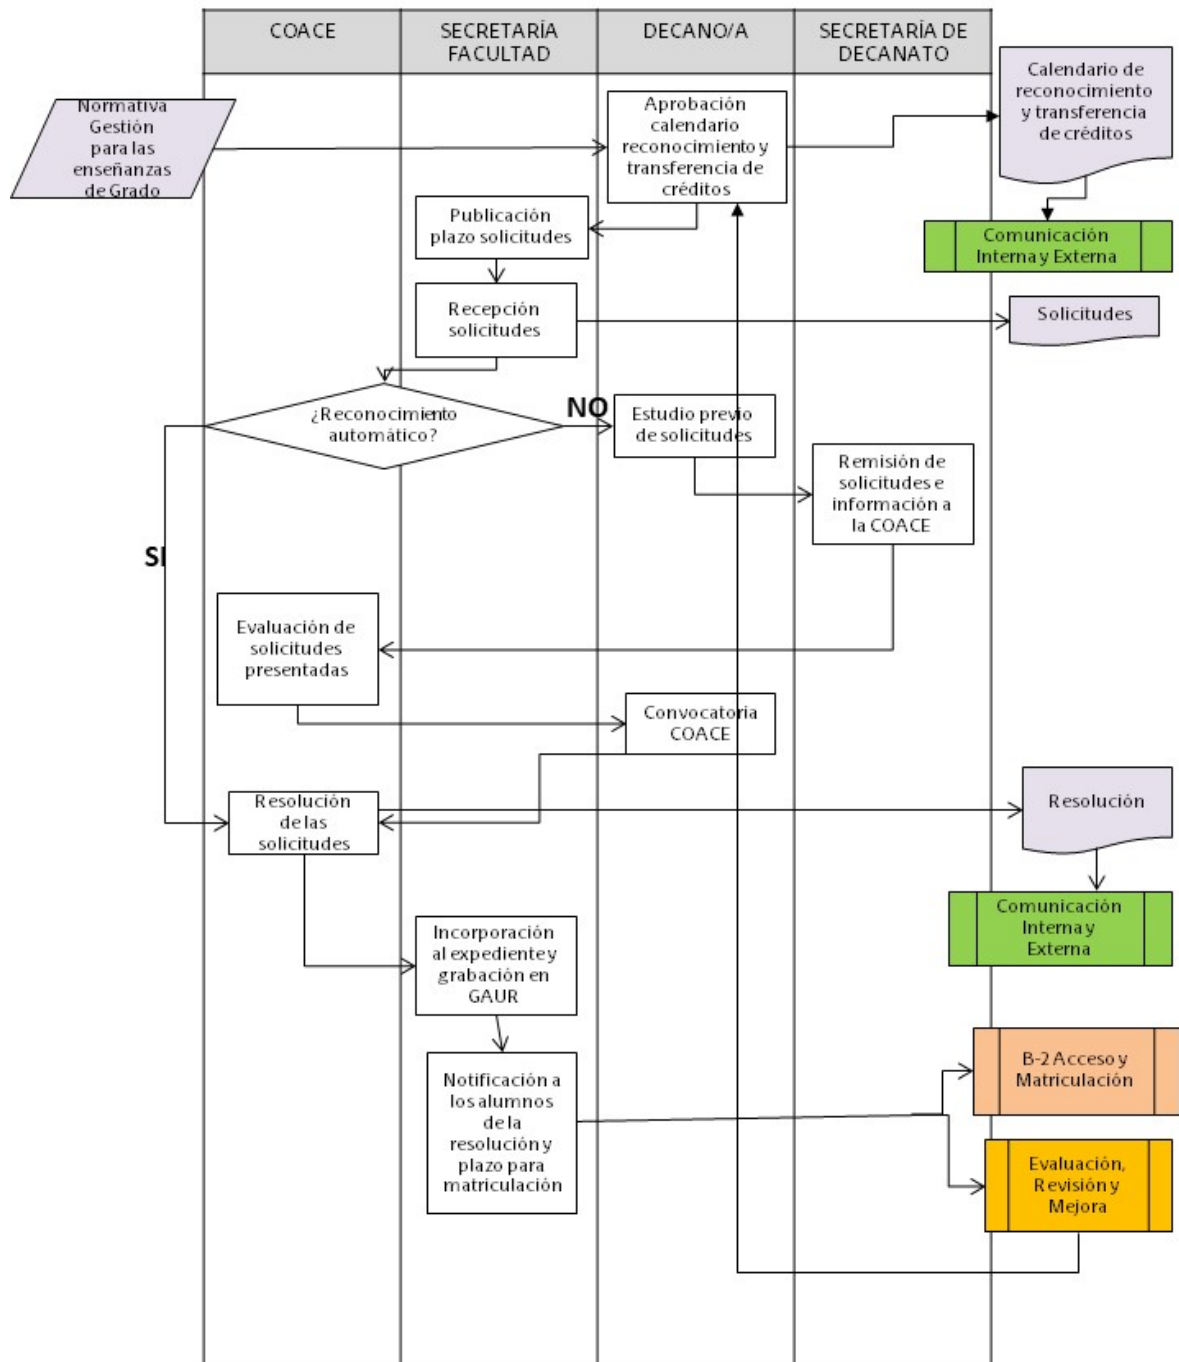 COACE
SECRETARÍA
FACULTAD
DECANO/A
SECRETARÍA DE
DECANATO
Normativa
Gestión
para las
enseñanzas
de Grado
Aprobación
calendario
reconocimiento y
transferencia de
créditos
Calendario de
reconocimiento
y transferencia
de créditos
Publicación
plazo solicitudes
Comunicación
Interna y Externa
Recepción
solicitudes
Solicitudes
¿Reconocimiento
automático?
NO
Estudio previo
de solicitudes
Remisión de
solicitudes e
información a
la COACE
SI
Evaluación de
solicitudes
presentadas
Convocatoria
COACE
Resolución
de las
solicitudes
Resolución
Comunicación
Interna y
Externa
Incorporación
al expediente y
grabación en
GAUR
Notificación a
los alumnos
de la
resolución y
plazo para
matriculación
B-2 Acceso y
Matriculación
Evaluación,
Revisión y
Mejora